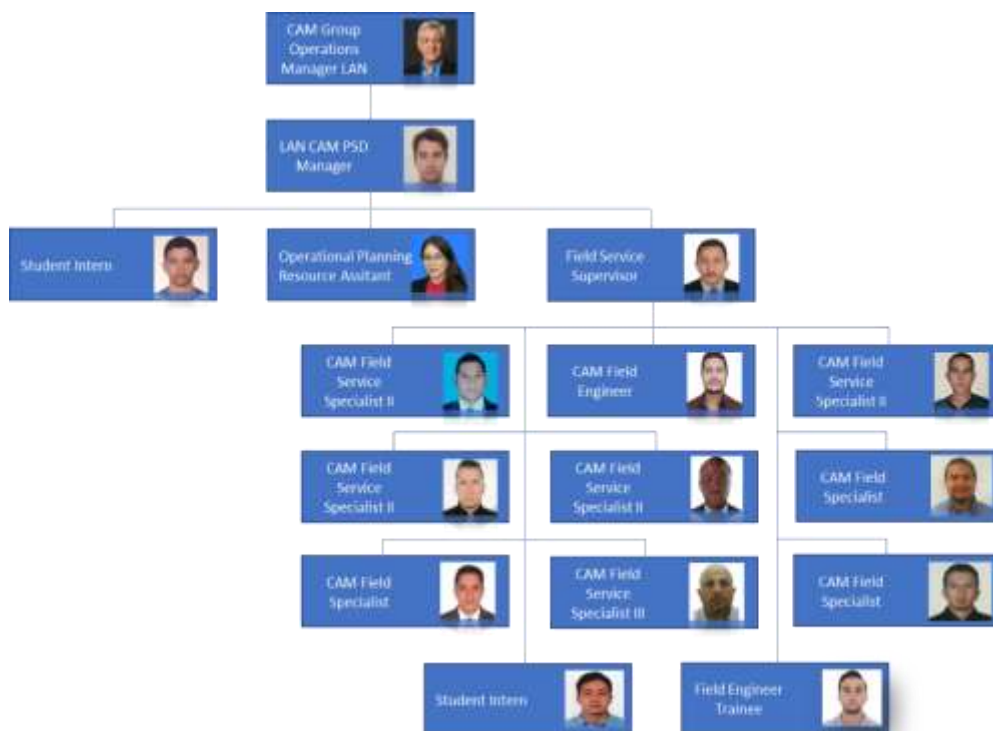 CAM Group
Operations
Manager LAN
LAN CAM PSD
Manager
Student Intern
Operational Planning
Resource Assitant
Field Service
Supervisor
CAM Field
Service
Specialist II
CAM Field
Engineer
CAM Field
Service
Specialist II
CAM Field
Service
Specialist II
CAM Field
Service
Specialist II
CAM Field
Specialist
CAM Field
Specialist
CAM Field
Service
Specialist III
CAM Field
Specialist
Student Intern
Field Engineer
Trainee